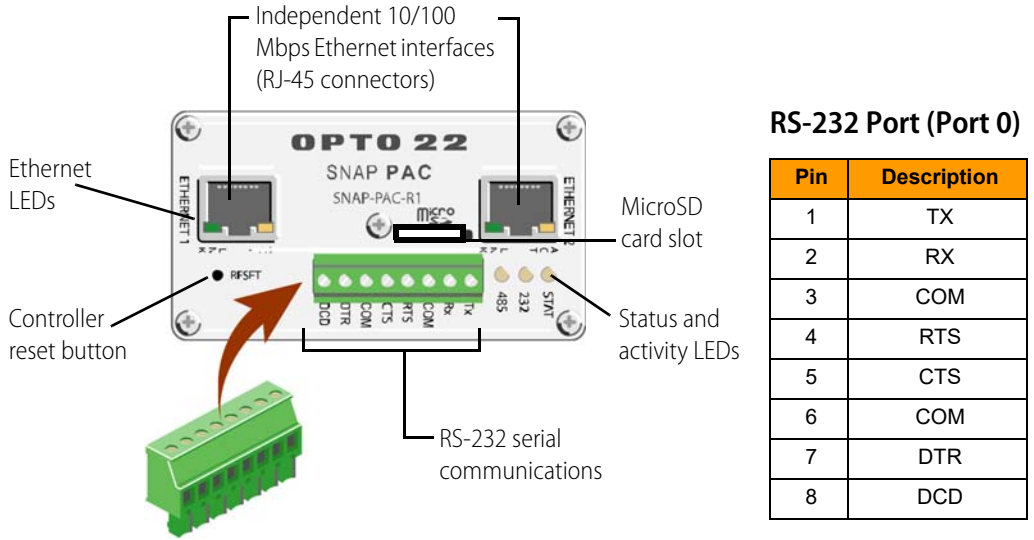 Independent 10/100
Mbps Ethernet interfaces
(RJ-45 connectors)
Ethernet
LEDs
Controller
reset button
OPTO 22
SNAP PAC
SNAP-PAC-R1
ETHERNET 1
ETHERNET 2
RESET
DCD
DTR
COM
CTS
RTS
COM
Rx
Tx
485
232
STAT
MicroSD
card slot
Status and
activity LEDs
RS-232 serial
communications
RS-232 Port (Port 0)
Pin Description
1 TX
2 RX
3 COM
4 RTS
5 CTS
6 COM
7 DTR
8 DCD